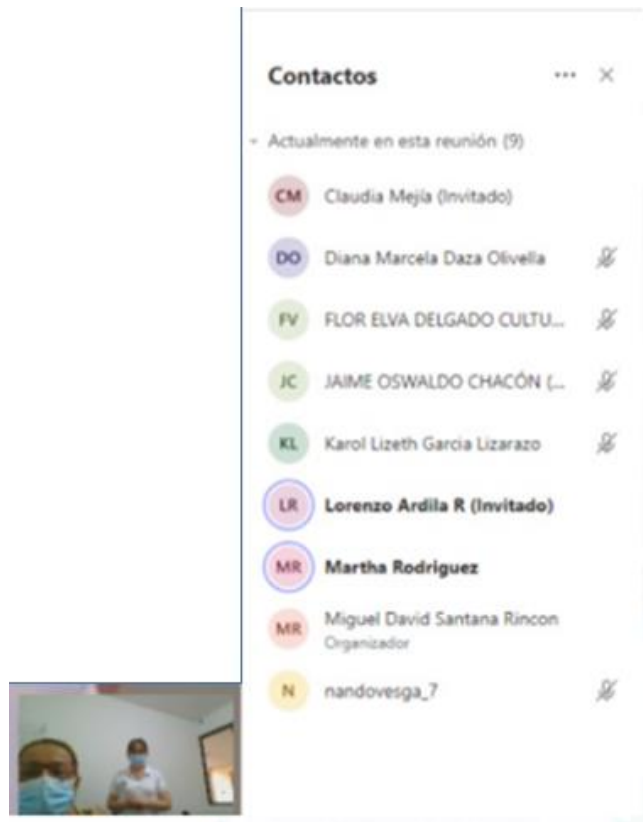 Contactos
Actualmente en esta reunión (9)
CM Claudia Mejía (Invitado)
DO Diana Marcela Daza Olivella
FV FLOR ELVA DELGADO CULTU...
JC JAIME OSWALDO CHACÓN (...
KL Karol Lizeth Garcia Lizarazo
LR Lorenzo Ardila R (Invitado)
MR Martha Rodriguez
MR Miguel David Santana Rincon
Organizador
N nandovesga_7